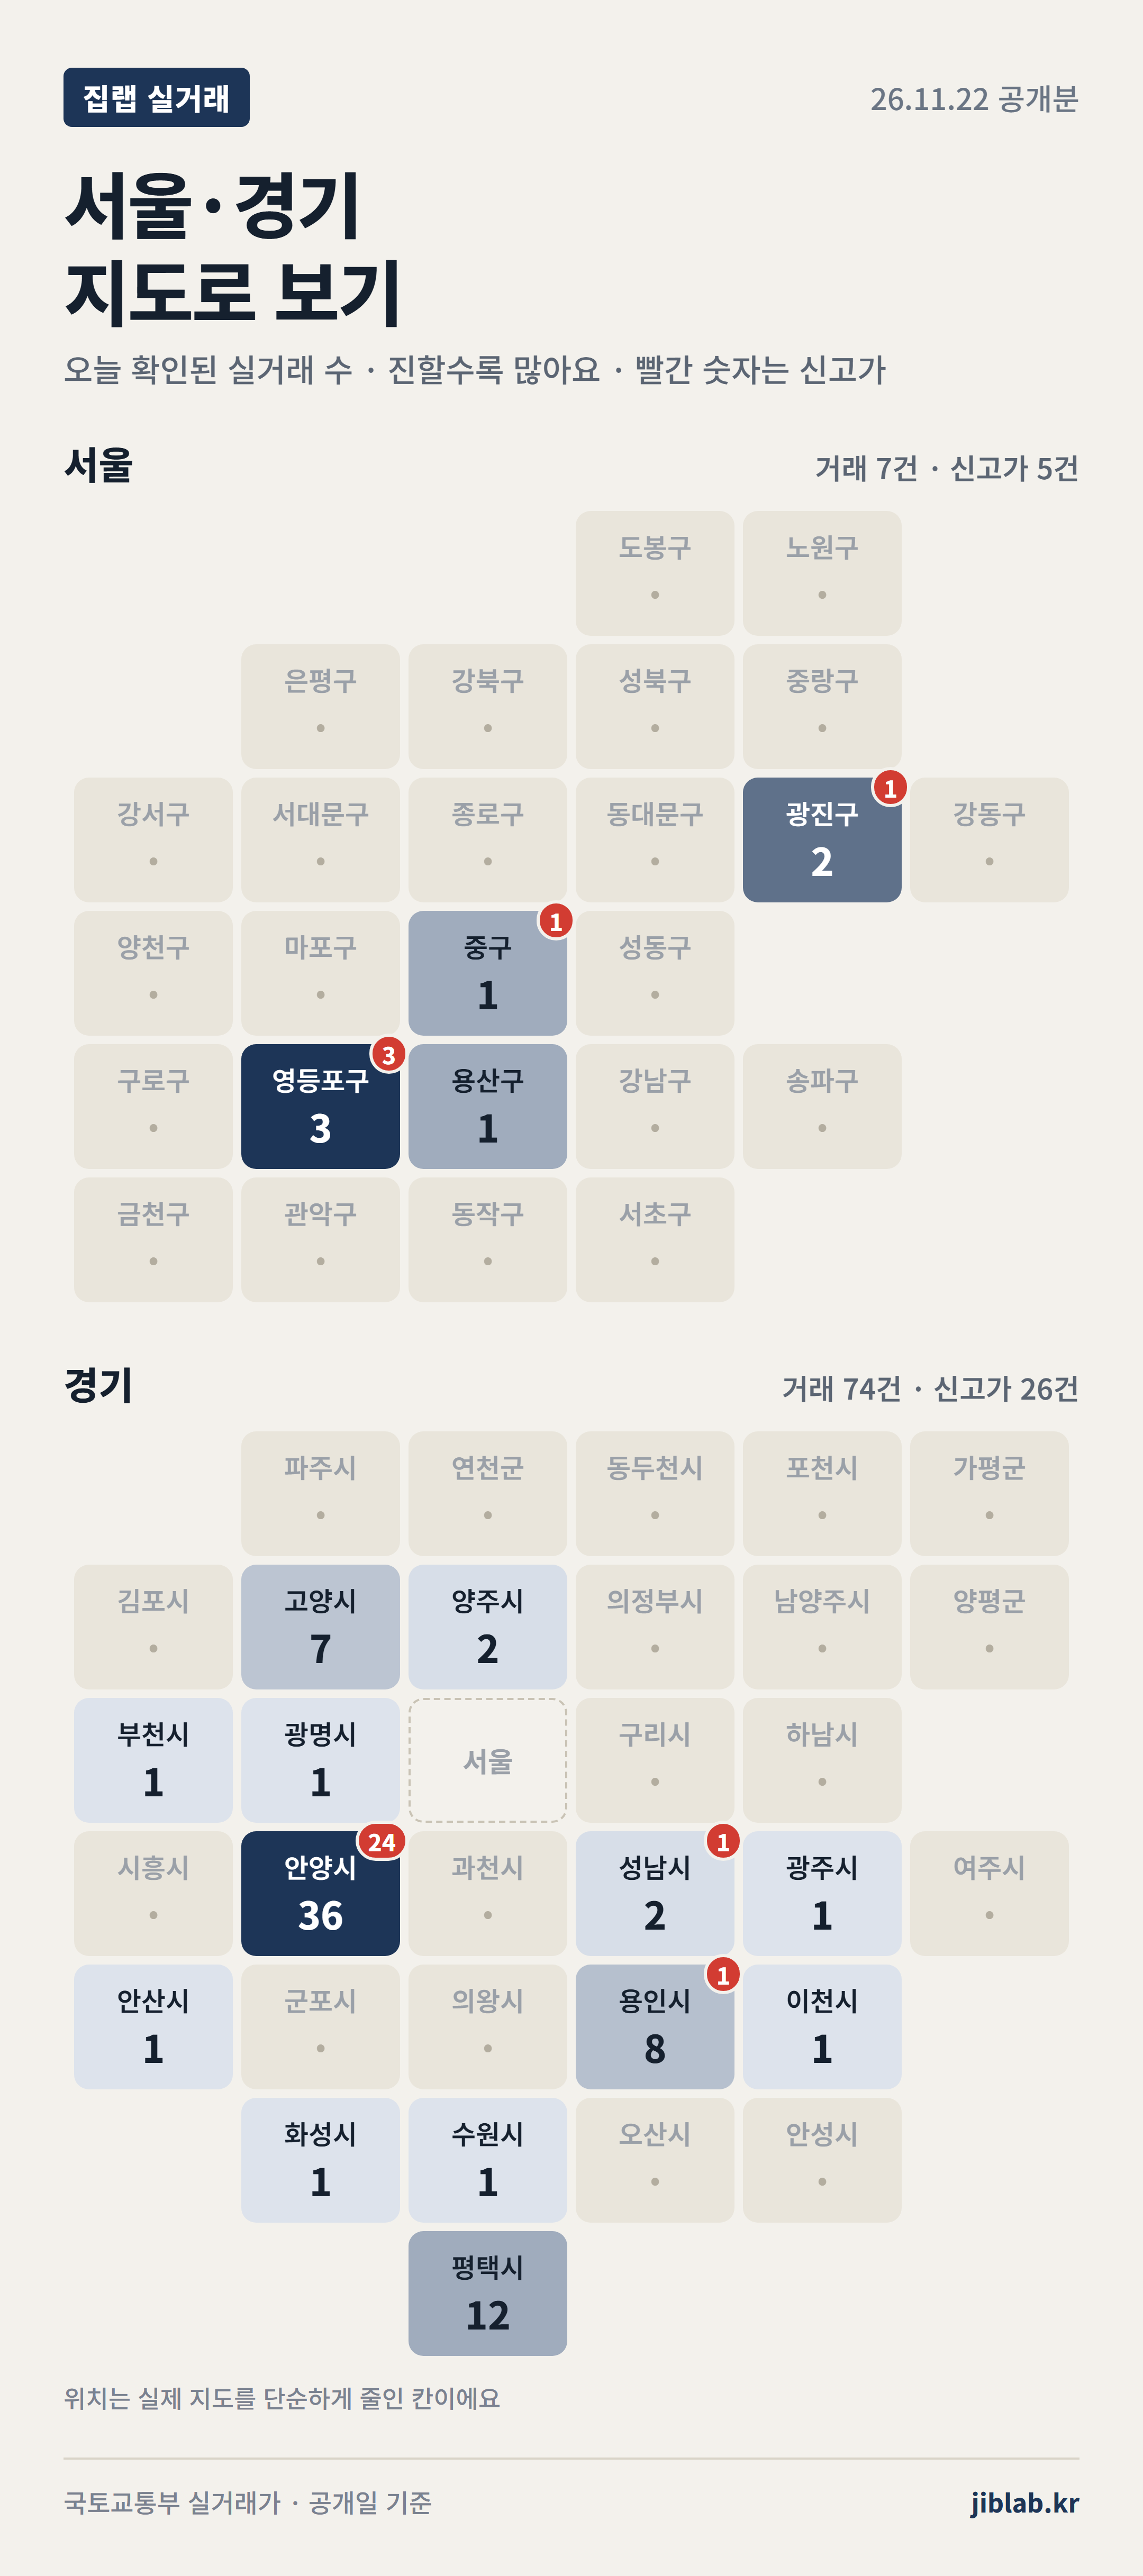 집랩 실거래
26.11.22 공개분
서울·경기
지도로 보기
오늘 확인된 실거래 수 · 진할수록 많아요 · 빨간 숫자는 신고가
서울
거래 7건 · 신고가 5건
도봉구
노원구
은평구
강북구
성북구
중랑구
강서구
서대문구
종로구
동대문구
광진구
1
2
강동구
양천구
마포구
중구
1
1
성동구
구로구
영등포구
3
3
용산구
1
강남구
송파구
금천구
관악구
동작구
서초구
경기
거래 74건 · 신고가 26건
파주시
연천군
동두천시
포천시
가평군
김포시
고양시
7
양주시
2
의정부시
남양주시
양평군
부천시
1
광명시
1
서울
구리시
하남시
시흥시
안양시
24
36
과천시
성남시
1
2
광주시
1
여주시
안산시
1
군포시
의왕시
용인시
1
8
이천시
1
화성시
1
수원시
1
오산시
안성시
평택시
12
위치는 실제 지도를 단순하게 줄인 칸이에요
국토교통부 실거래가 · 공개일 기준
jiblab.kr